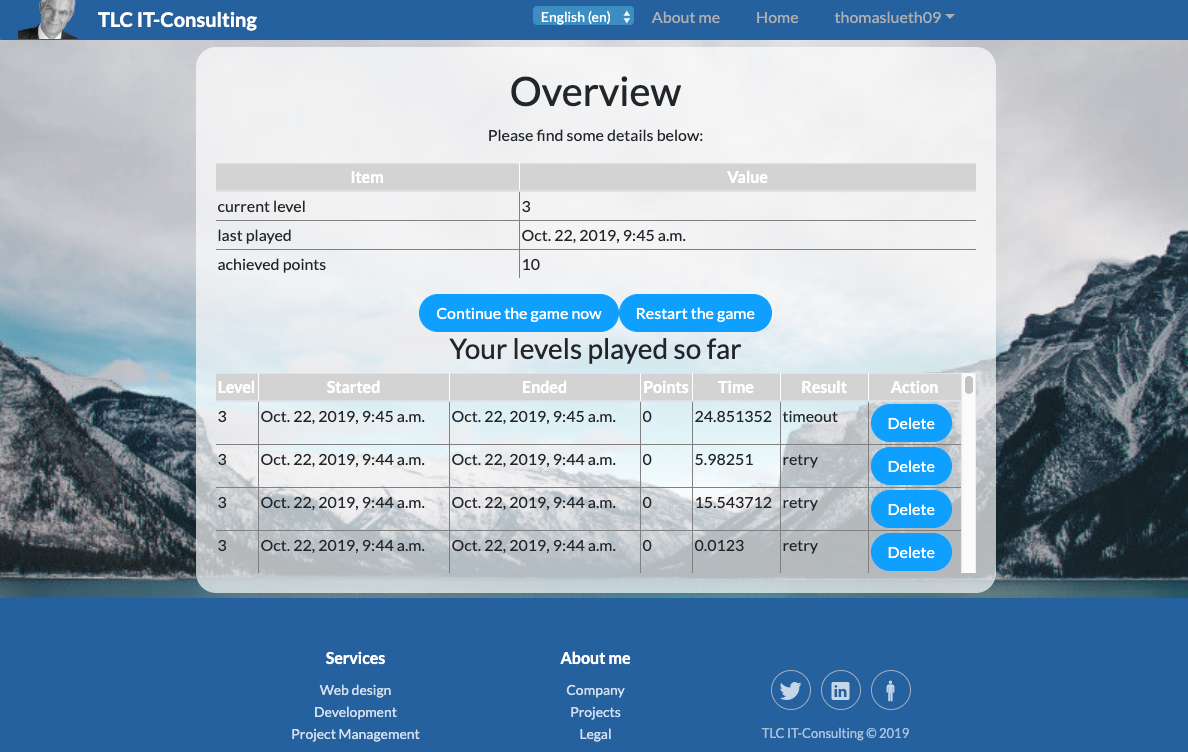 TLC IT-Consulting English (en) About me Home thomaslueth09
Overview
Please find some details below:
Item Value
current level 3
last played Oct. 22, 2019, 9:45 a.m.
achieved points 10
Continue the game now Restart the game
Your levels played so far
Level Started Ended Points Time Result Action
3 Oct. 22, 2019, 9:45 a.m. Oct. 22, 2019, 9:45 a.m. 0 24.851352 timeout Delete
3 Oct. 22, 2019, 9:44 a.m. Oct. 22, 2019, 9:44 a.m. 0 5.98251 retry Delete
3 Oct. 22, 2019, 9:44 a.m. Oct. 22, 2019, 9:44 a.m. 0 15.543712 retry Delete
3 Oct. 22, 2019, 9:44 a.m. Oct. 22, 2019, 9:44 a.m. 0 0.0123 retry Delete
Services
Web design
Development
Project Management
About me
Company
Projects
Legal
TLC IT-Consulting © 2019